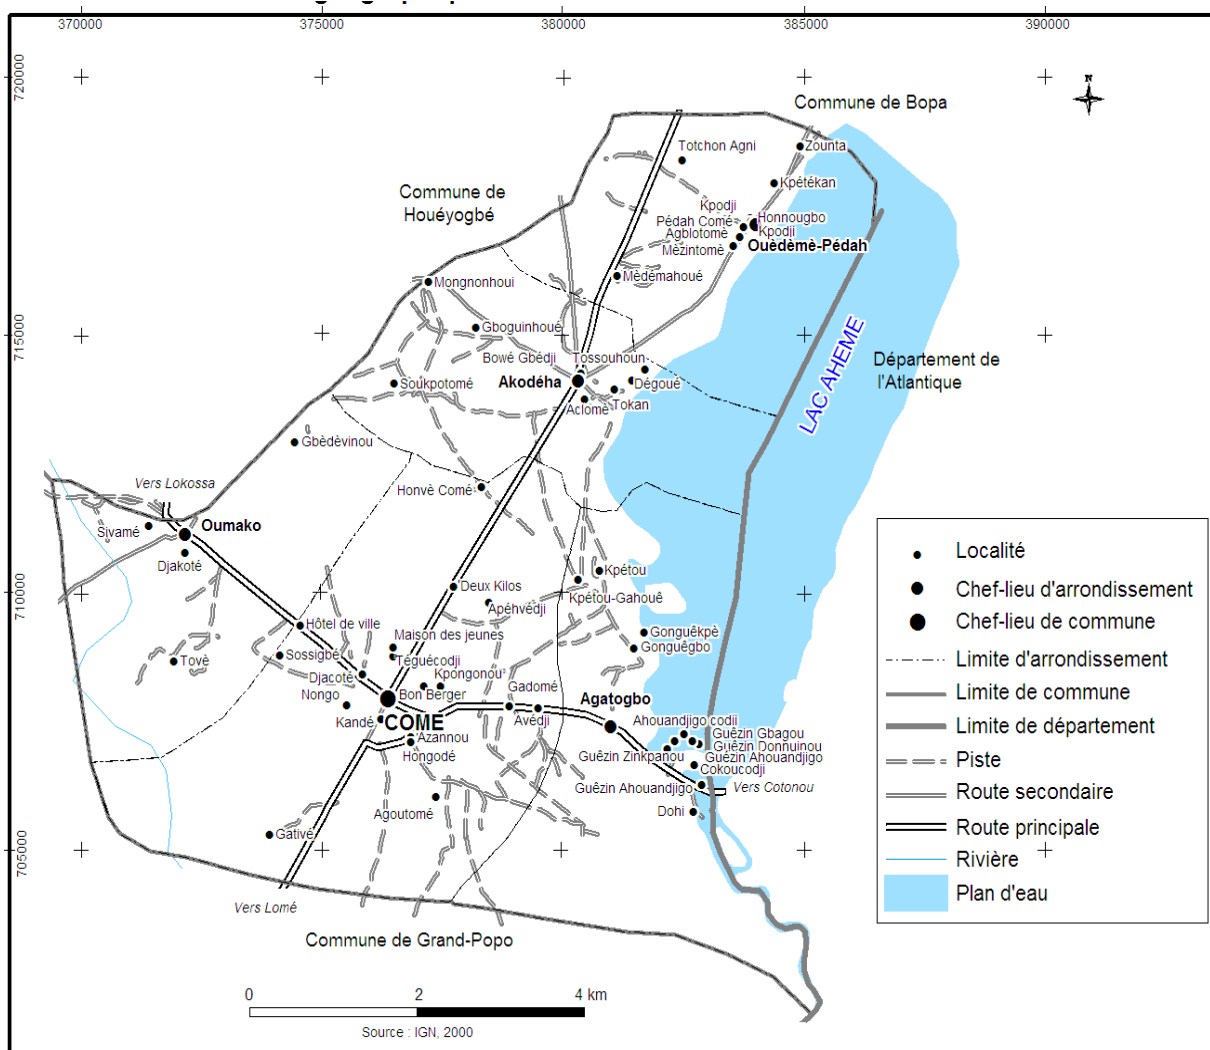 370000
375000
380000
385000
390000
720000
715000
710000
705000
N
Commune de Bopa
Totchon Agni
Zounta
Kpétékan
Commune de
Houéyogbé
Kpodji
Honnougbo
Pédah Comé
Kpodji
Agblotomè
Mèzintomè
Ouèdèmè-Pédah
Mèdémahoué
Mongnonhoui
Gboguinhoué
Bowé Gbédji
Tossouhoun
LAC AHEME
Département de
l'Atlantique
Soukpotomé
Akodéha
Dégoué
Tokan
Aclomé
Gbèdèvinou
Vers Lokossa
Honvè Comé
Sivamé
Oumako
Djakoté
Deux Kilos
Kpétou
Kpétou-Gahouê
Apéhvédji
Hôtel de ville
Maison des jeunes
Gonguêkpè
Gonguêgbo
Sossigbé
Téguécodji
Tovè
Djacoté
Kpongonou
Nongo
Bon Berger
Gadomé
Agatogbo
Kandé
COME
Avédji
Ahouandjigo codji
Azannou
Guêzin Gbagou
Guêzin Donnuinou
Hongodé
Guêzin Zinkpanou
Guêzin Ahouandjigo
Cokoucodji
Guêzin Ahouandjigo
Vers Cotonou
Agoutomé
Dohi
Gativé
Vers Lomé
Commune de Grand-Popo
Localité
Chef-lieu d'arrondissement
Chef-lieu de commune
Limite d'arrondissement
Limite de commune
Limite de département
Piste
Route secondaire
Route principale
Rivière
Plan d'eau
0
2
4 km
Source : IGN, 2000